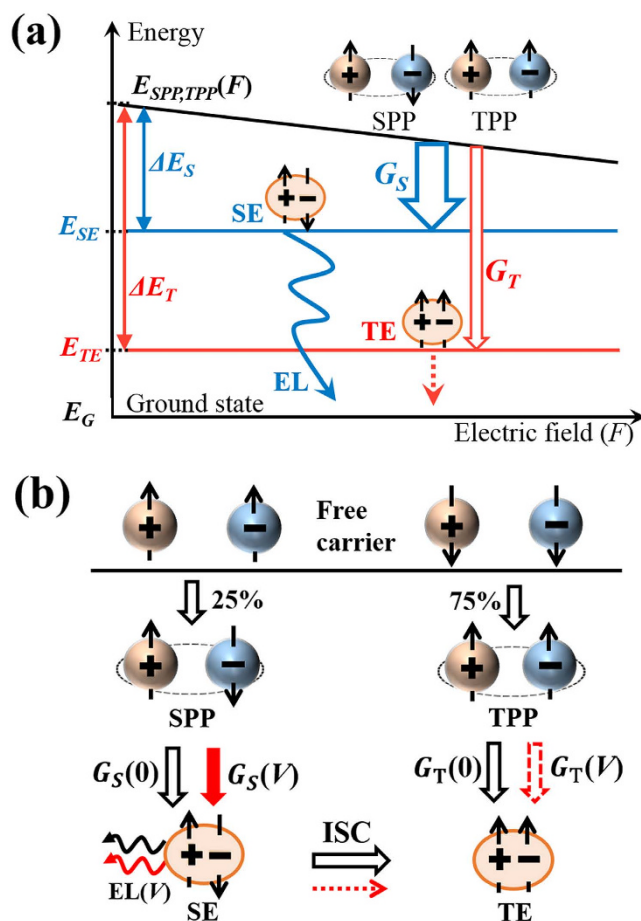 (a)
Energy
E_SPP,TPP(F)
+ − + −
SPP TPP
ΔE_S
G_S
+ −
SE
E_SE
ΔE_T
G_T
+ −
TE
E_TE
EL
E_G Ground state
Electric field (F)
(b)
+ − Free carrier + −
25% 75%
+ − + −
SPP TPP
G_S(0) G_S(V) G_T(0) G_T(V)
ISC
+ − + −
EL(V)
SE TE